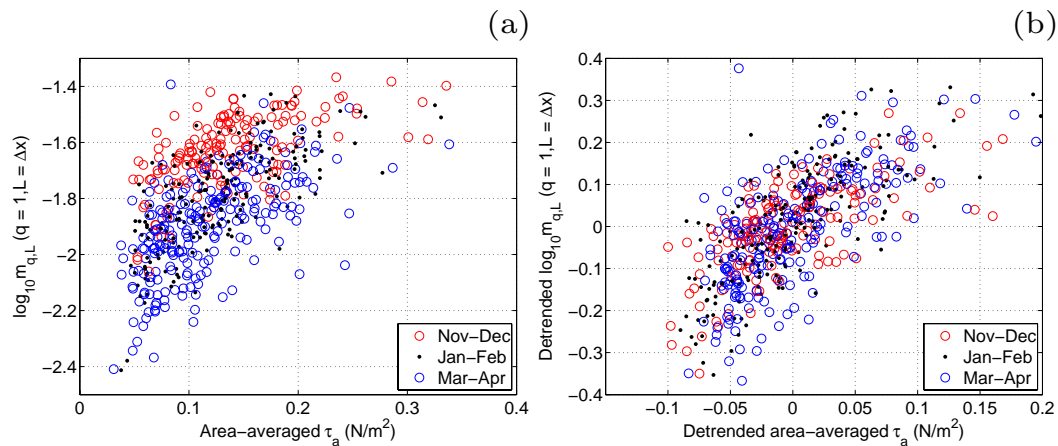 (a)
−1.4
−1.6
−1.8
−2
−2.2
−2.4
0
0.1
0.2
0.3
0.4
log10 mq,L (q = 1,L = Δx)
Area−averaged τa (N/m2)
Nov−Dec
Jan−Feb
Mar−Apr
(b)
0.4
0.3
0.2
0.1
0
−0.1
−0.2
−0.3
−0.4
−0.1
−0.05
0
0.05
0.1
0.15
0.2
Detrended log10 mq,L (q = 1,L = Δx)
Detrended area−averaged τa (N/m2)
Nov−Dec
Jan−Feb
Mar−Apr